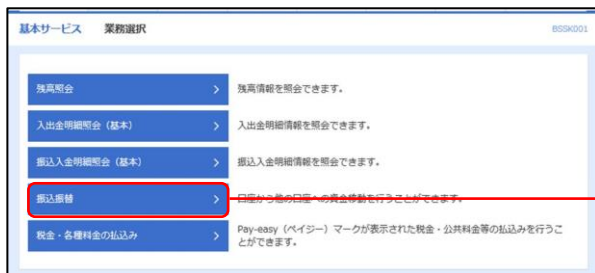 基本サービス 業務選択 BSSK001
残高照会 > 残高情報を照会できます。
入出金明細照会（基本） > 入出金明細情報を照会できます。
振込入金明細照会（基本） > 振込入金明細情報を照会できます。
振込振替 > 口座から他の口座への資金移動を行うことができます。
税金・各種料金の払込み > Pay-easy（ペイジー）マークが表示された税金・公共料金等の払込みを行うこ
とができます。